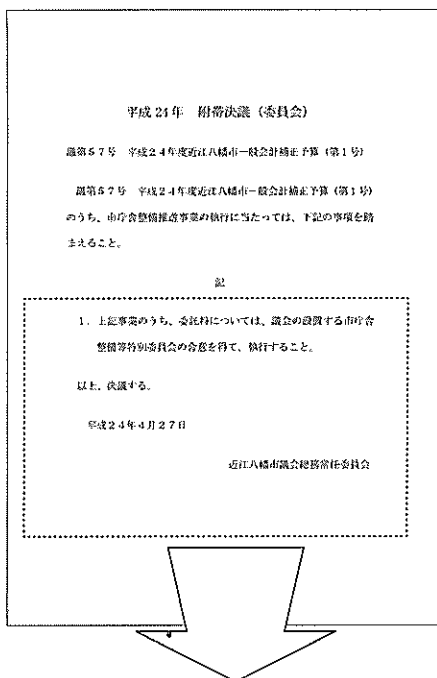 平成24年　附帯決議（委員会）
議第５７号　平成２４年度近江八幡市一般会計補正予算（第１号）
議第５７号　平成２４年度近江八幡市一般会計補正予算（第１号）
のうち、市庁舎整備推進事業の執行に当たっては、下記の事項を踏
まえること。
記
１．上記事業のうち、委託料については、議会の設置する市庁舎
整備等特別委員会の合意を得て、執行すること。
以上、決議する。
平成２４年４月２７日
近江八幡市議会総務常任委員会